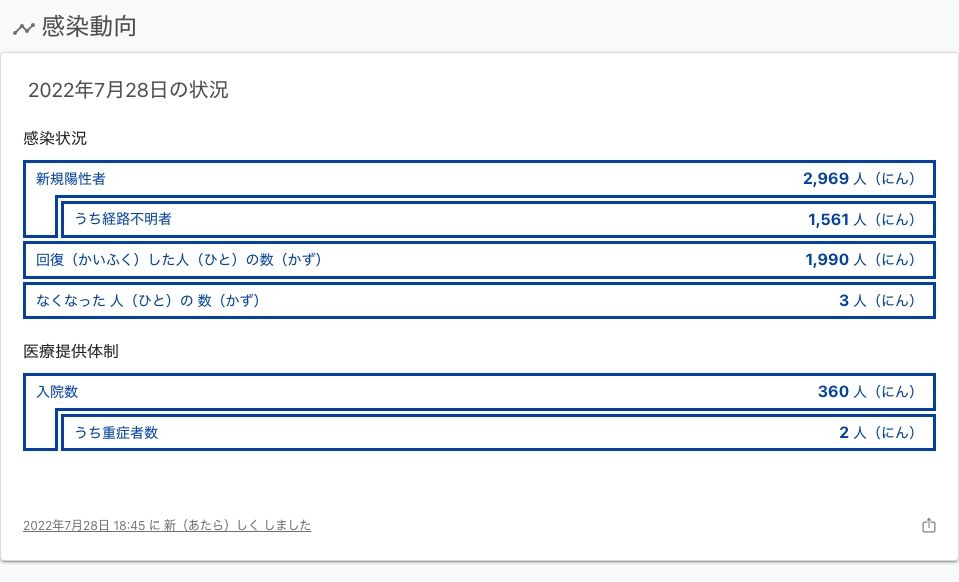 感染動向
2022年7月28日の状況
感染状況
新規陽性者 2,969 人（にん）
うち経路不明者 1,561 人（にん）
回復（かいふく）した人（ひと）の数（かず） 1,990 人（にん）
なくなった 人（ひと）の 数（かず） 3 人（にん）
医療提供体制
入院数 360 人（にん）
うち重症者数 2 人（にん）
2022年7月28日 18:45 に 新（あたら）しく しました